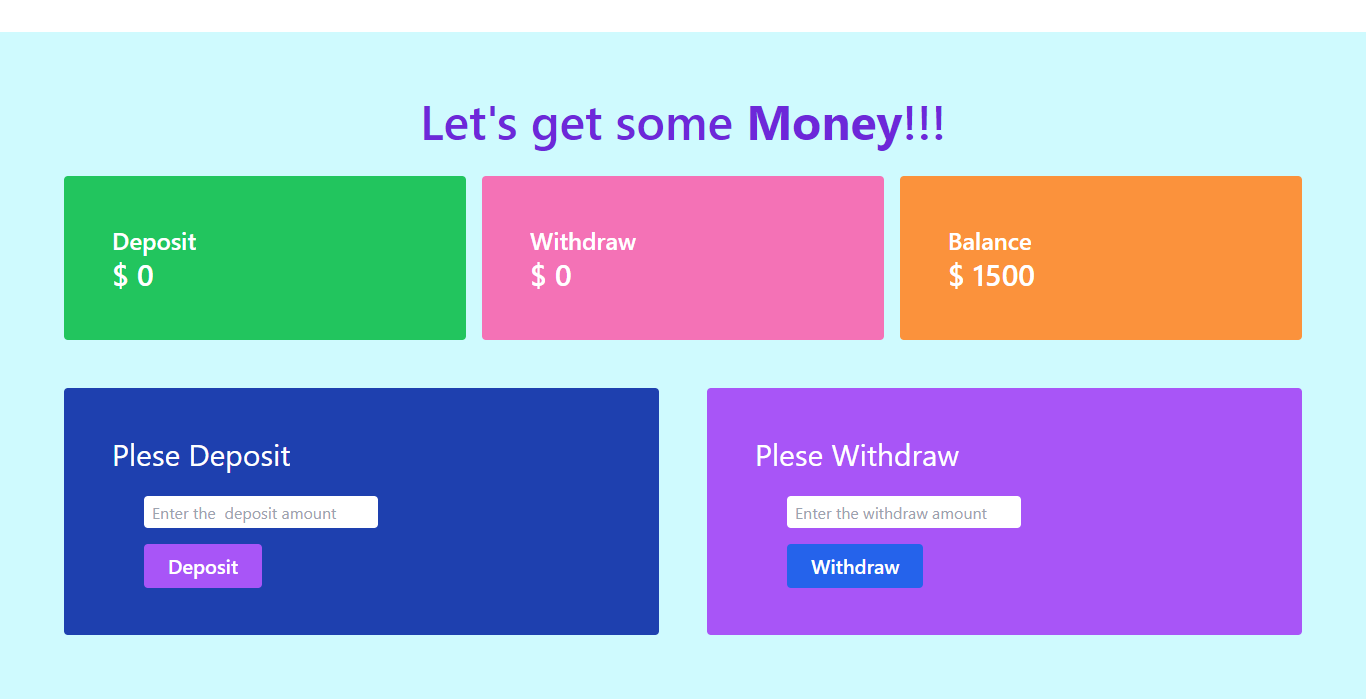 Let's get some Money!!!
Deposit
$ 0
Withdraw
$ 0
Balance
$ 1500
Plese Deposit
Enter the  deposit amount
Deposit
Plese Withdraw
Enter the withdraw amount
Withdraw